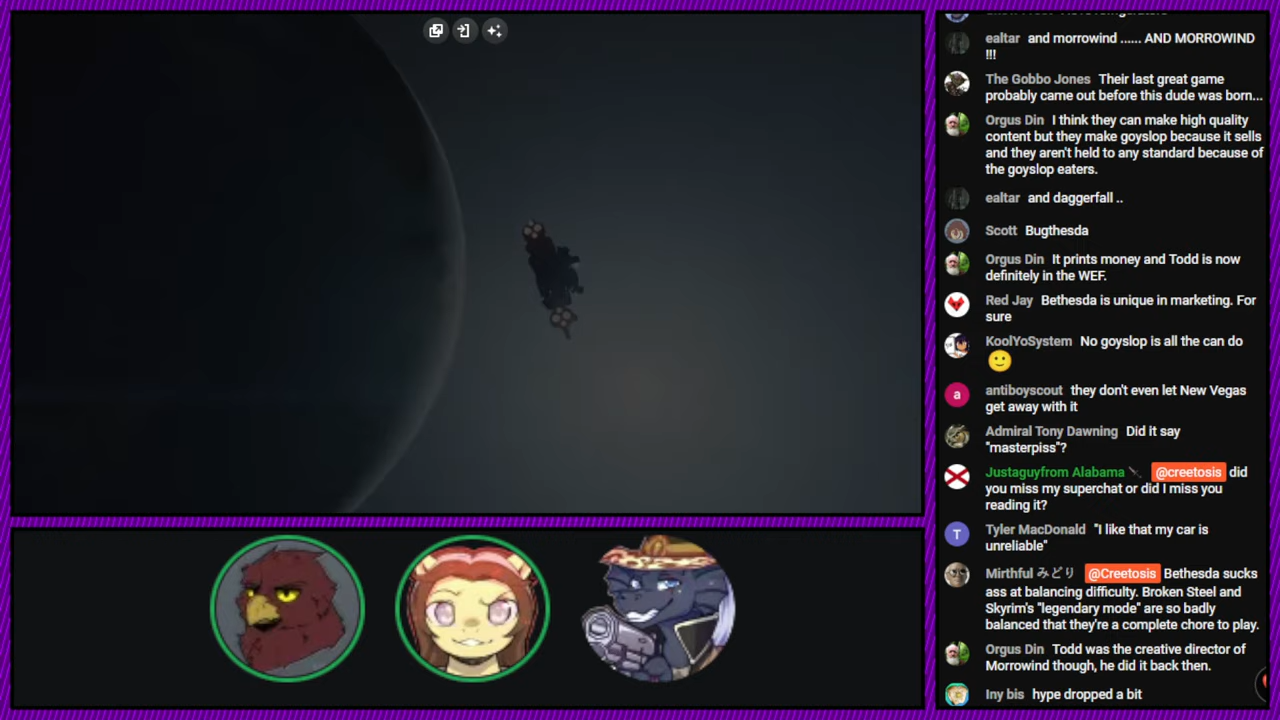 ealtar and morrowind ...... AND MORROWIND
!!!
The Gobbo Jones Their last great game
probably came out before this dude was born...
Orgus Din I think they can make high quality
content but they make goyslop because it sells
and they aren't held to any standard because of
the goyslop eaters.
ealtar and daggerfall ..
Scott Bugthesda
Orgus Din It prints money and Todd is now
definitely in the WEF.
Red Jay Bethesda is unique in marketing. For
sure
KoolYoSystem No goyslop is all the can do
🙂
a antiboyscout they don't even let New Vegas
get away with it
Admiral Tony Dawning Did it say
"masterpiss"?
Justaguyfrom Alabama @creetosis did
you miss my superchat or did I miss you
reading it?
T Tyler MacDonald "I like that my car is
unreliable"
Mirthful みどり @Creetosis Bethesda sucks
ass at balancing difficulty. Broken Steel and
Skyrim's "legendary mode" are so badly
balanced that they're a complete chore to play.
Orgus Din Todd was the creative director of
Morrowind though, he did it back then.
Iny bis hype dropped a bit